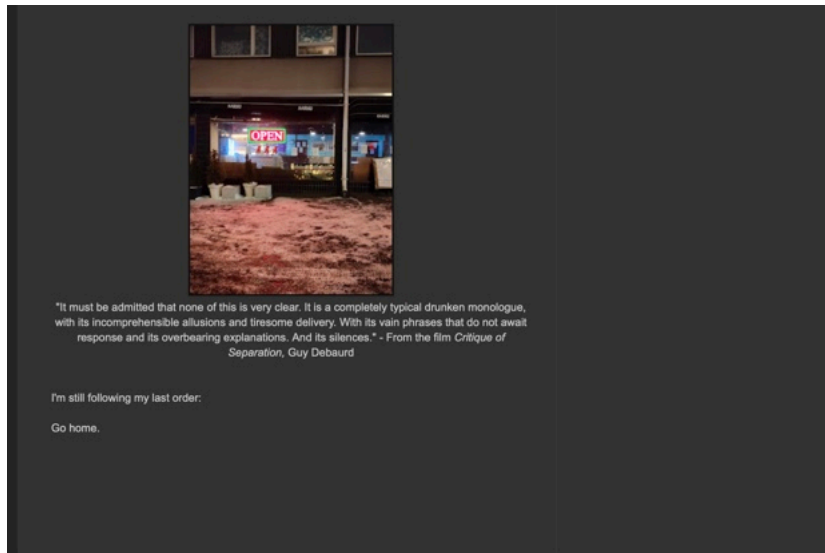 OPEN
"It must be admitted that none of this is very clear. It is a completely typical drunken monologue,
with its incomprehensible allusions and tiresome delivery. With its vain phrases that do not await
response and its overbearing explanations. And its silences." - From the film Critique of
Separation, Guy Debaurd
I'm still following my last order:
Go home.